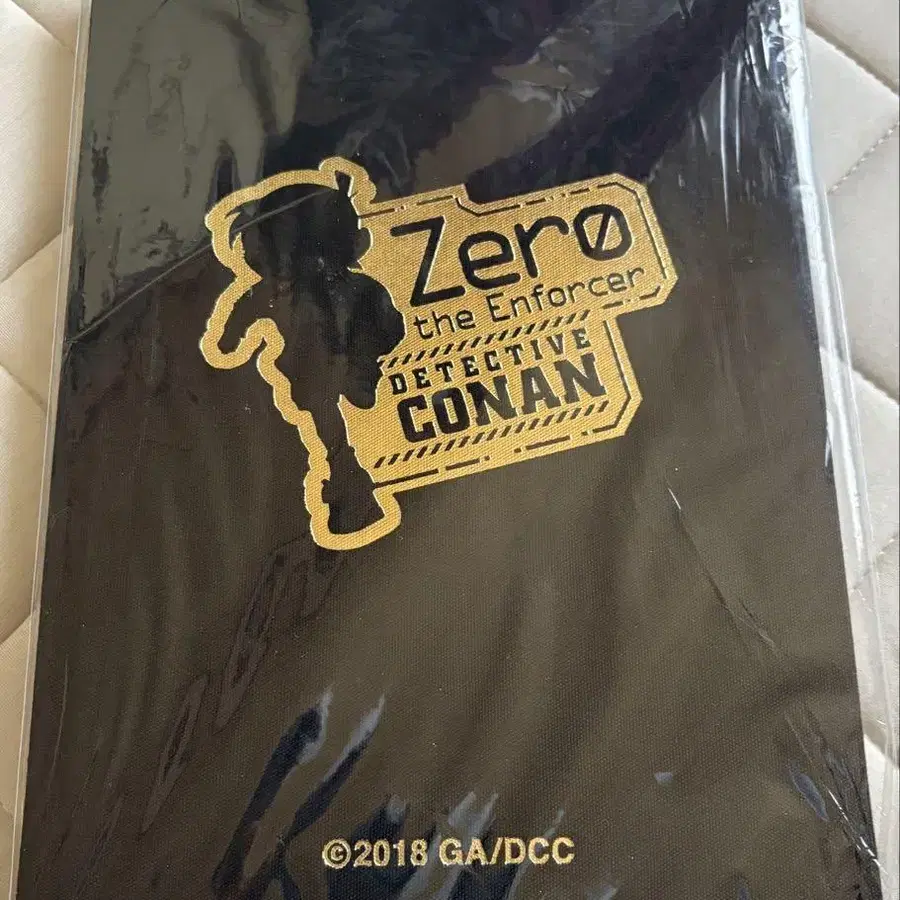 Zerø
the Enforcer
DETECTIVE
CONAN
©2018 GA/DCC